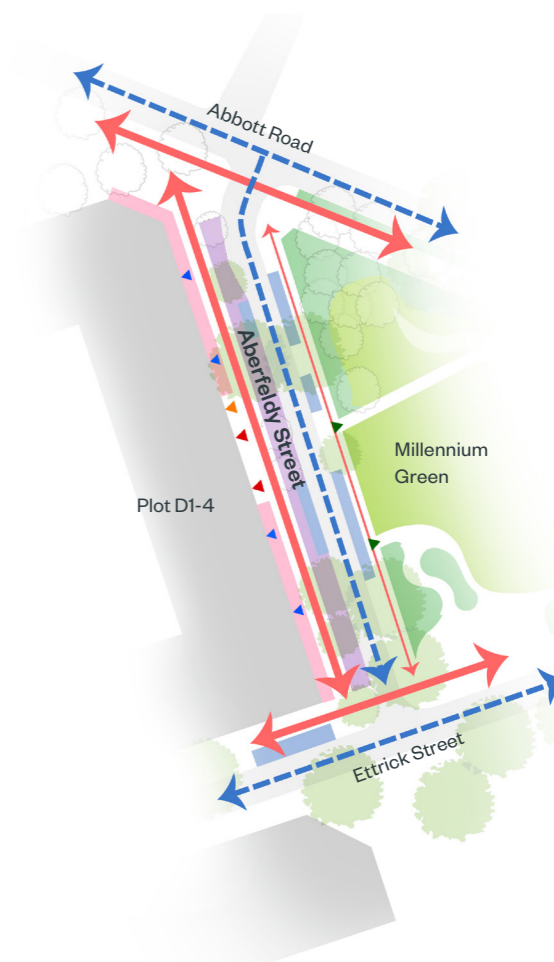 Abbott Road
Aberfeldy Street
Millennium
Green
Plot D1-4
Ettrick Street